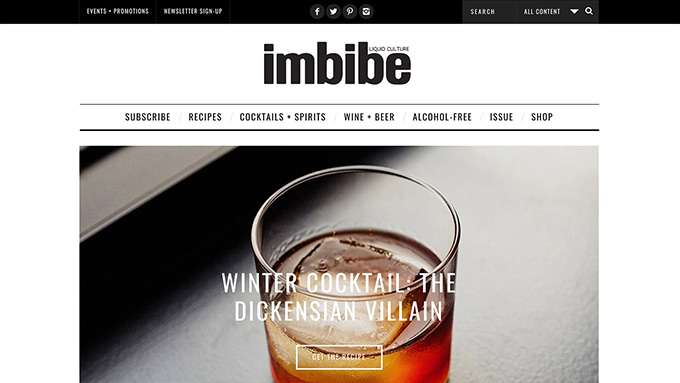 EVENTS + PROMOTIONS NEWSLETTER SIGN-UP SEARCH ALL CONTENT
imbibe LIQUID CULTURE
SUBSCRIBE / RECIPES / COCKTAILS + SPIRITS / WINE + BEER / ALCOHOL-FREE / ISSUE / SHOP
WINTER COCKTAIL: THE
DICKENSIAN VILLAIN
GET THE RECIPE